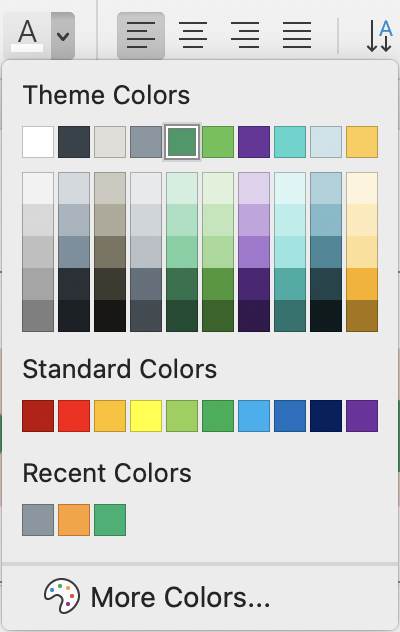 A
A
Z
Theme Colors
Standard Colors
Recent Colors
More Colors...